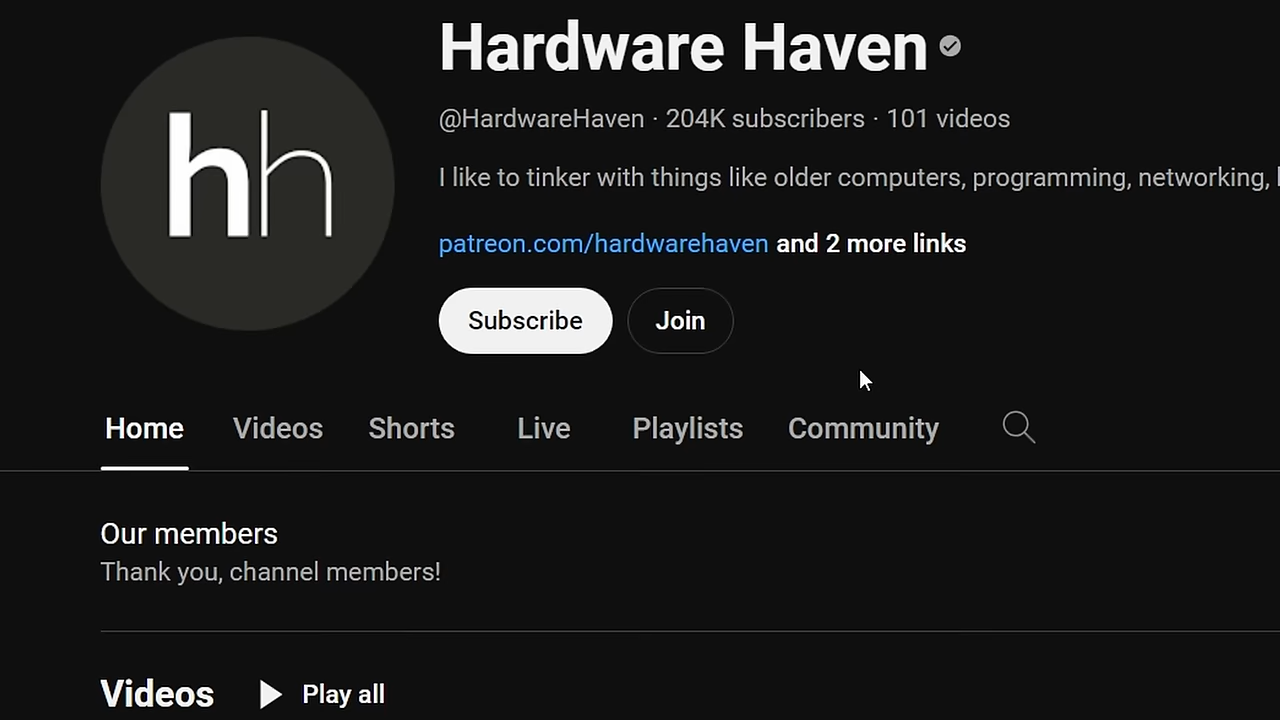 hh
Hardware Haven
@HardwareHaven · 204K subscribers · 101 videos
I like to tinker with things like older computers, programming, networking,
patreon.com/hardwarehaven and 2 more links
Subscribe Join
Home Videos Shorts Live Playlists Community
Our members
Thank you, channel members!
Videos Play all